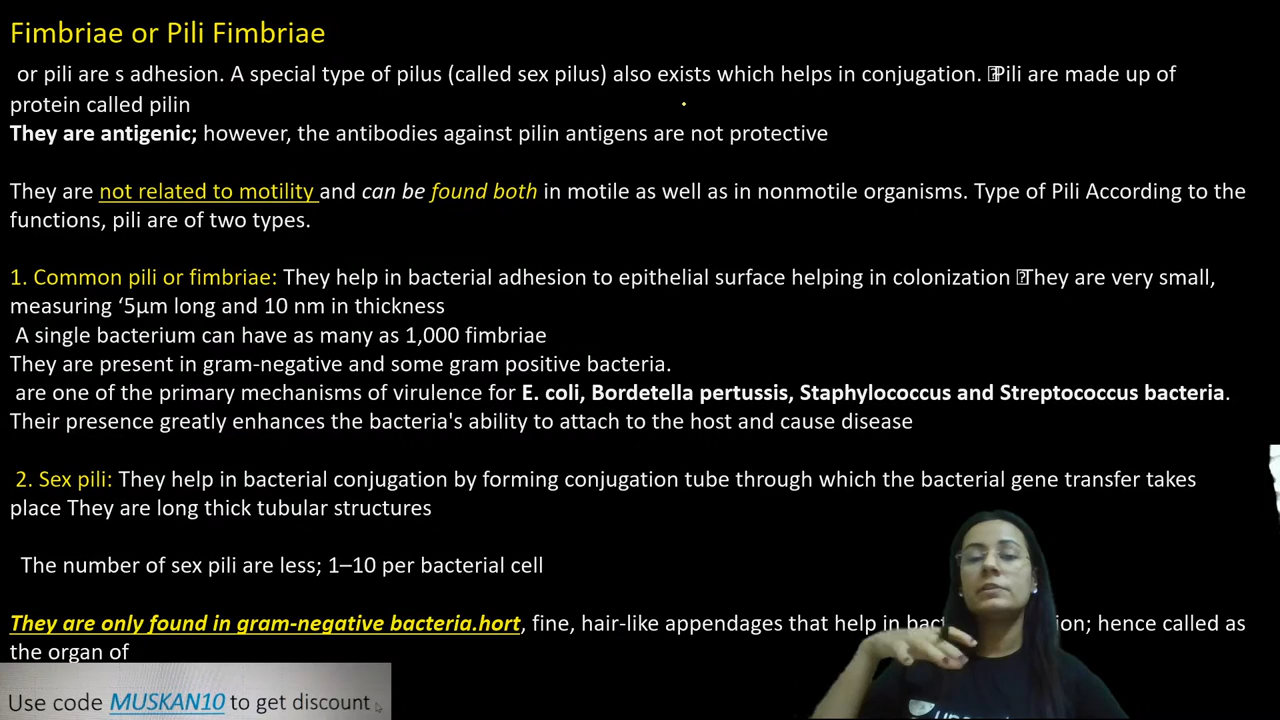 Fimbriae or Pili Fimbriae
or pili are s adhesion. A special type of pilus (called sex pilus) also exists which helps in conjugation. Pili are made up of
protein called pilin
They are antigenic; however, the antibodies against pilin antigens are not protective
They are not related to motility and can be found both in motile as well as in nonmotile organisms. Type of Pili According to the
functions, pili are of two types.
1. Common pili or fimbriae: They help in bacterial adhesion to epithelial surface helping in colonization They are very small,
measuring ‘5µm long and 10 nm in thickness
A single bacterium can have as many as 1,000 fimbriae
They are present in gram-negative and some gram positive bacteria.
are one of the primary mechanisms of virulence for E. coli, Bordetella pertussis, Staphylococcus and Streptococcus bacteria.
Their presence greatly enhances the bacteria's ability to attach to the host and cause disease
2. Sex pili: They help in bacterial conjugation by forming conjugation tube through which the bacterial gene transfer takes
place They are long thick tubular structures
The number of sex pili are less; 1–10 per bacterial cell
They are only found in gram-negative bacteria.hort, fine, hair-like appendages that help in hence called as
the organ of
Use code MUSKAN10 to get discount